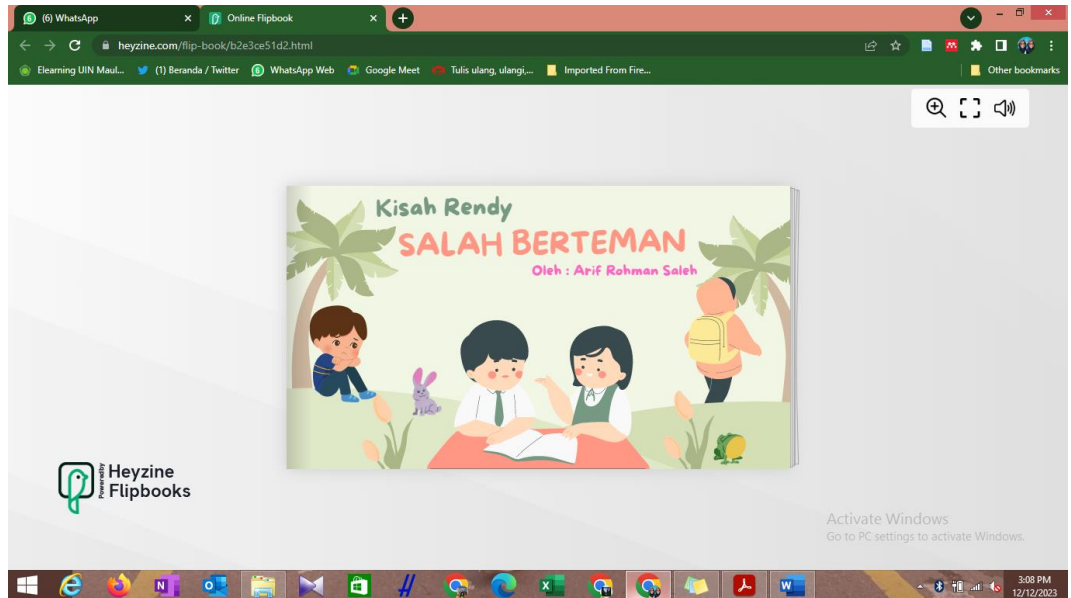 (6) WhatsApp
Online Flipbook
heyzine.com/flip-book/b2e3ce51d2.html
Elearning UIN Maul...
(1) Beranda / Twitter
WhatsApp Web
Google Meet
Tulis ulang, ulangi,...
Imported From Fire...
Other bookmarks
Kisah Rendy
SALAH BERTEMAN
Oleh : Arif Rohman Saleh
Powered by
Heyzine
Flipbooks
Activate Windows
Go to PC settings to activate Windows.
3:08 PM
12/12/2023